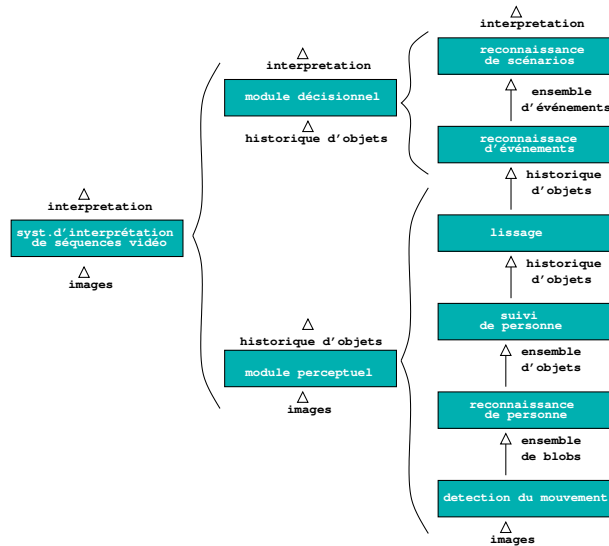 interpretation
syst.d'interprétation
de séquences vidéo
images
interpretation
module décisionnel
historique d'objets
historique d'objets
module perceptuel
images
interpretation
reconnaissance
de scénarios
ensemble
d'événements
reconnaissace
d'événements
historique
d'objets
lissage
historique
d'objets
suivi
de personne
ensemble
d'objets
reconnaissance
de personne
ensemble
de blobs
detection du mouvement
images